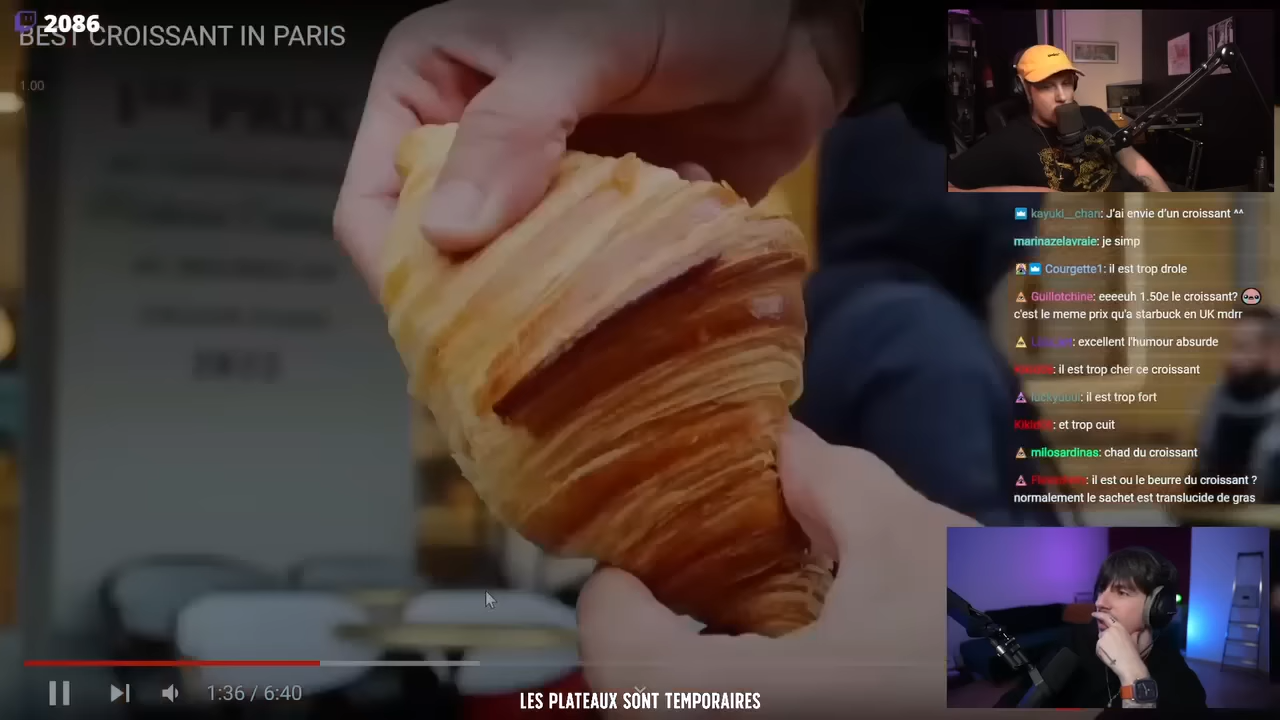 2086
BEST CROISSANT IN PARIS
1.00
1ER PRIX
2022
kayuki__chan: J'ai envie d'un croissant ^^
marinazelavraie: je simp
Courgette1: il est trop drole
Guillotchine: eeeeuh 1.50e le croissant?
c'est le meme prix qu'a starbuck en UK mdrr
: excellent l'humour absurde
: il est trop cher ce croissant
: il est trop fort
: et trop cuit
milosardinas: chad du croissant
: il est ou le beurre du croissant ?
normalement le sachet est translucide de gras
1:36 / 6:40
LES PLATEAUX SONT TEMPORAIRES